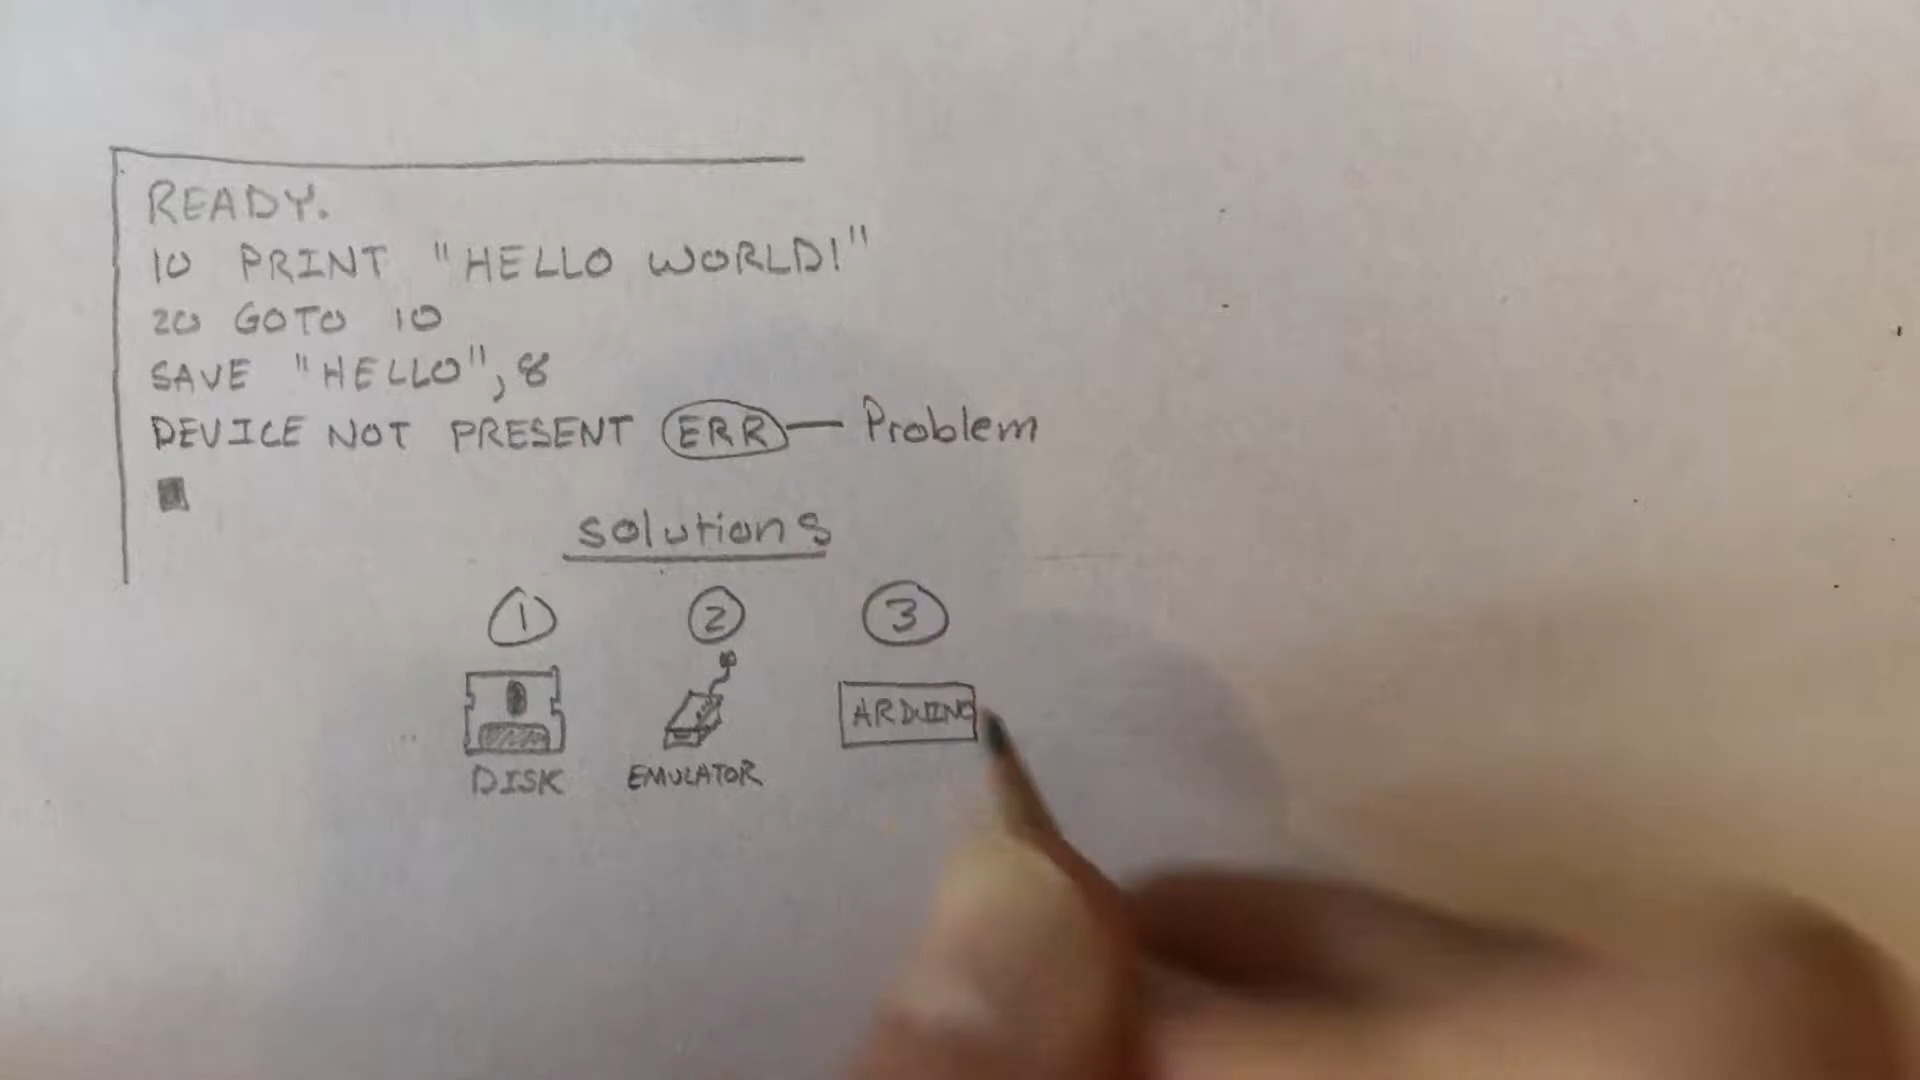 READY.
10 PRINT "HELLO WORLD!"
20 GOTO 10
SAVE "HELLO",8
DEVICE NOT PRESENT ERR — Problem
solutions
1 2 3
ARDUINO
DISK EMULATOR